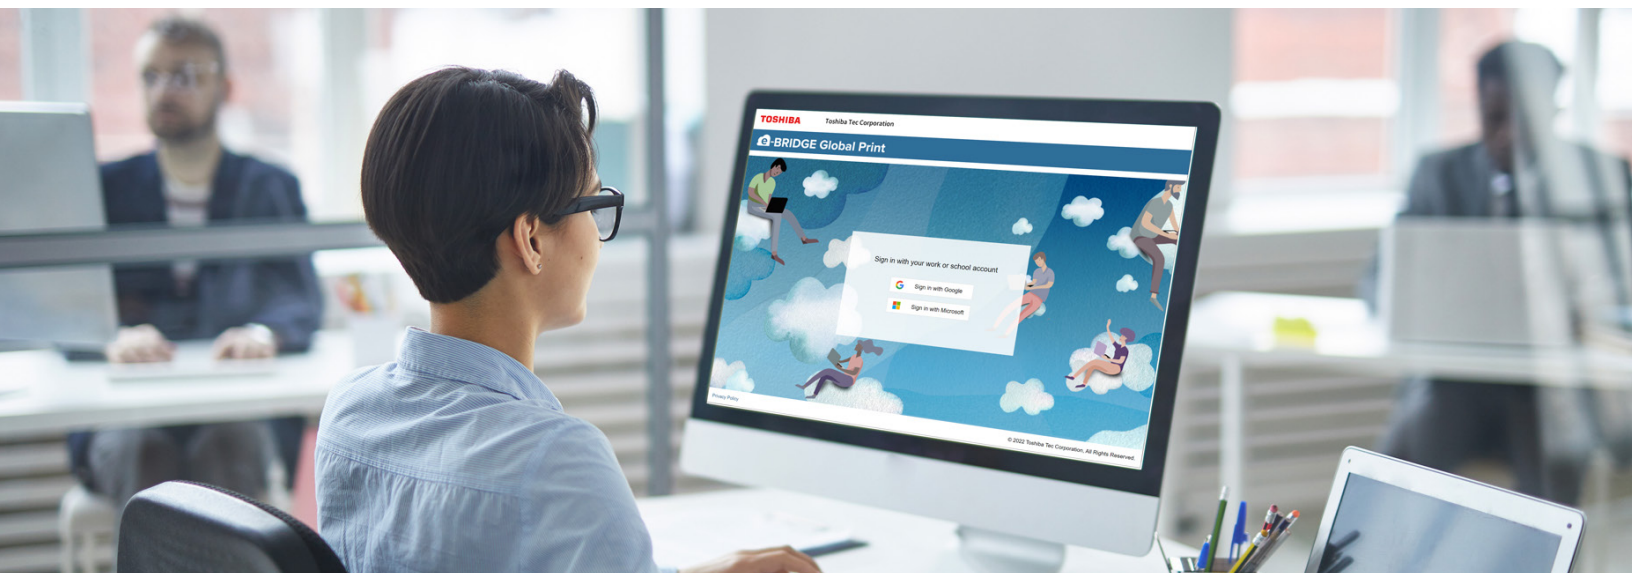 TOSHIBA Toshiba Tec Corporation
e-BRIDGE Global Print
Sign in with your work or school account
Sign in with Google
Sign in with Microsoft
Privacy Policy
© 2022 Toshiba Tec Corporation, All Rights Reserved.